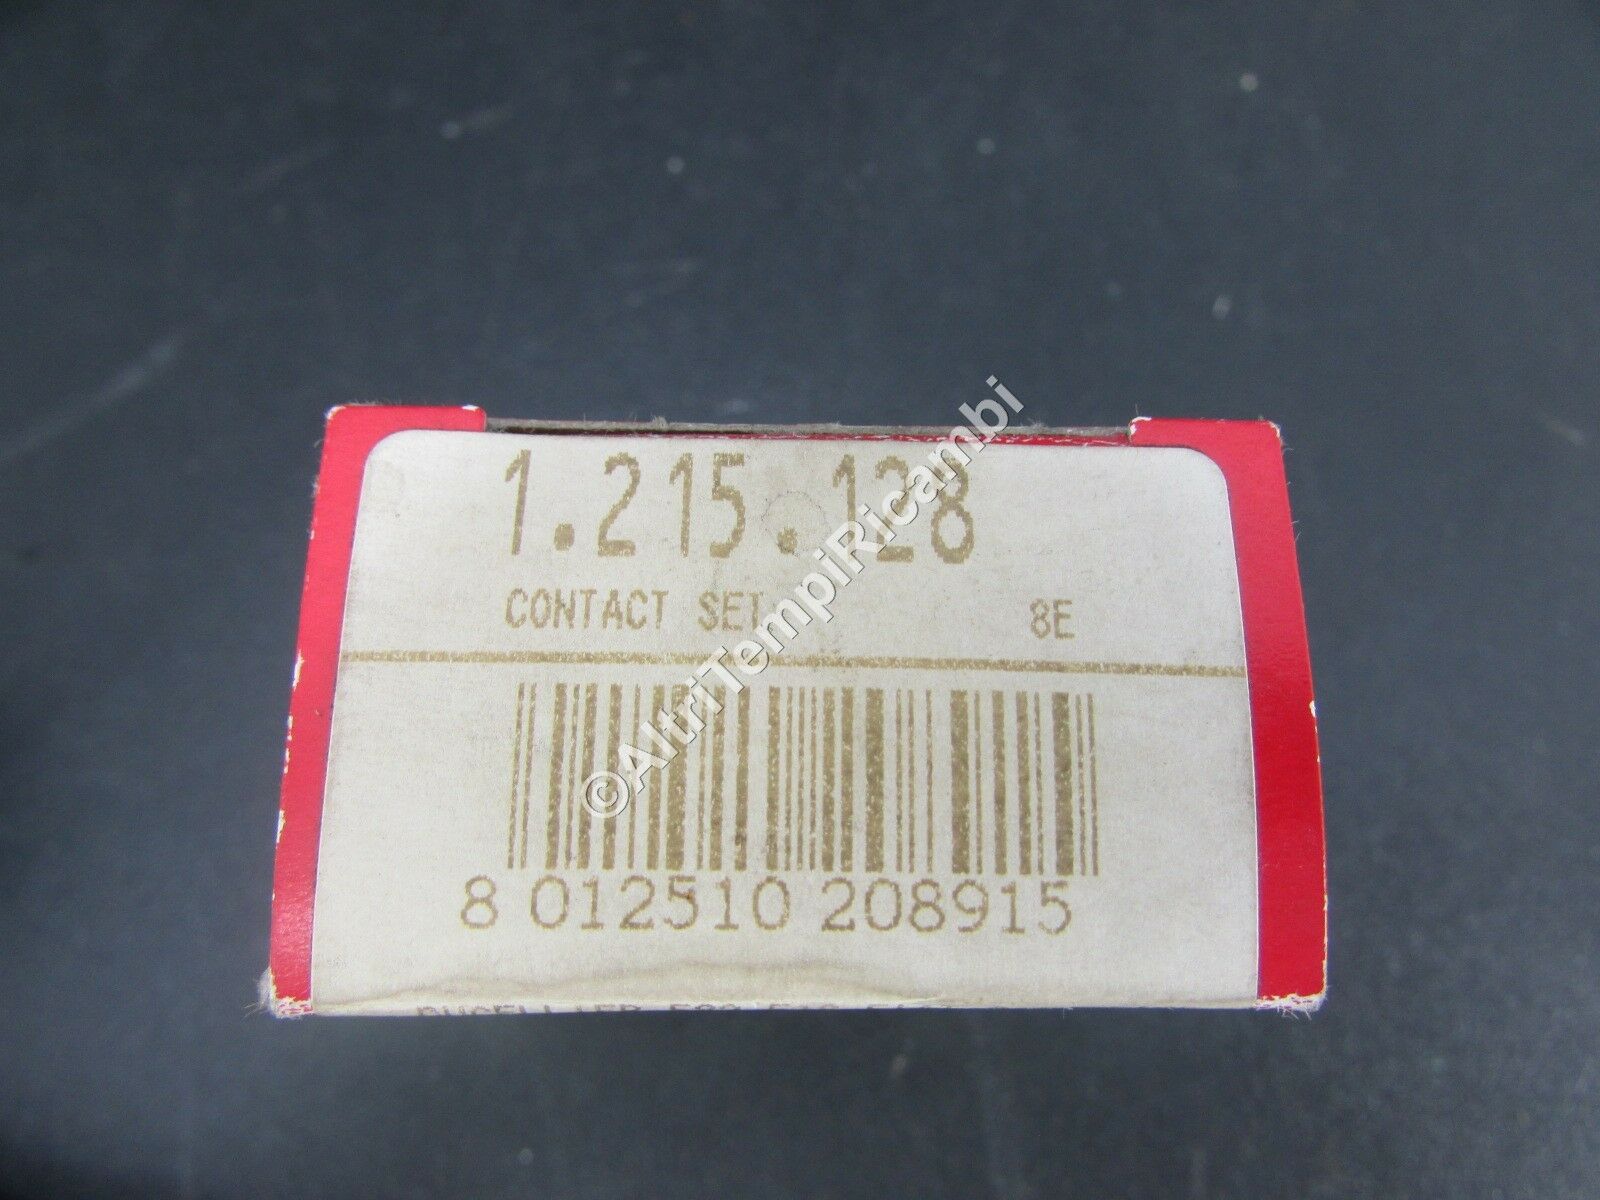 1.215.128
CONTACT SET 8E
8 012510 208915
©AltriTempiRicambi